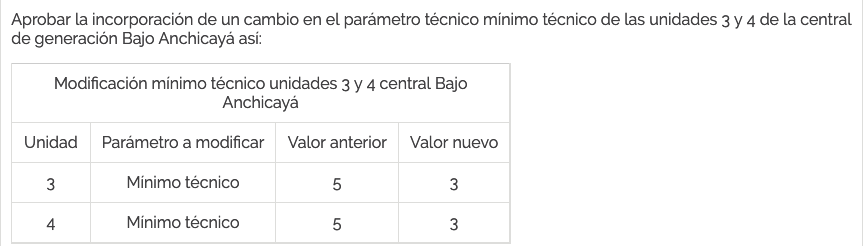 Aprobar la incorporación de un cambio en el parámetro técnico mínimo técnico de las unidades 3 y 4 de la central
de generación Bajo Anchicayá así:
Modificación mínimo técnico unidades 3 y 4 central Bajo
Anchicayá
Unidad Parámetro a modificar Valor anterior Valor nuevo
3 Mínimo técnico 5 3
4 Mínimo técnico 5 3